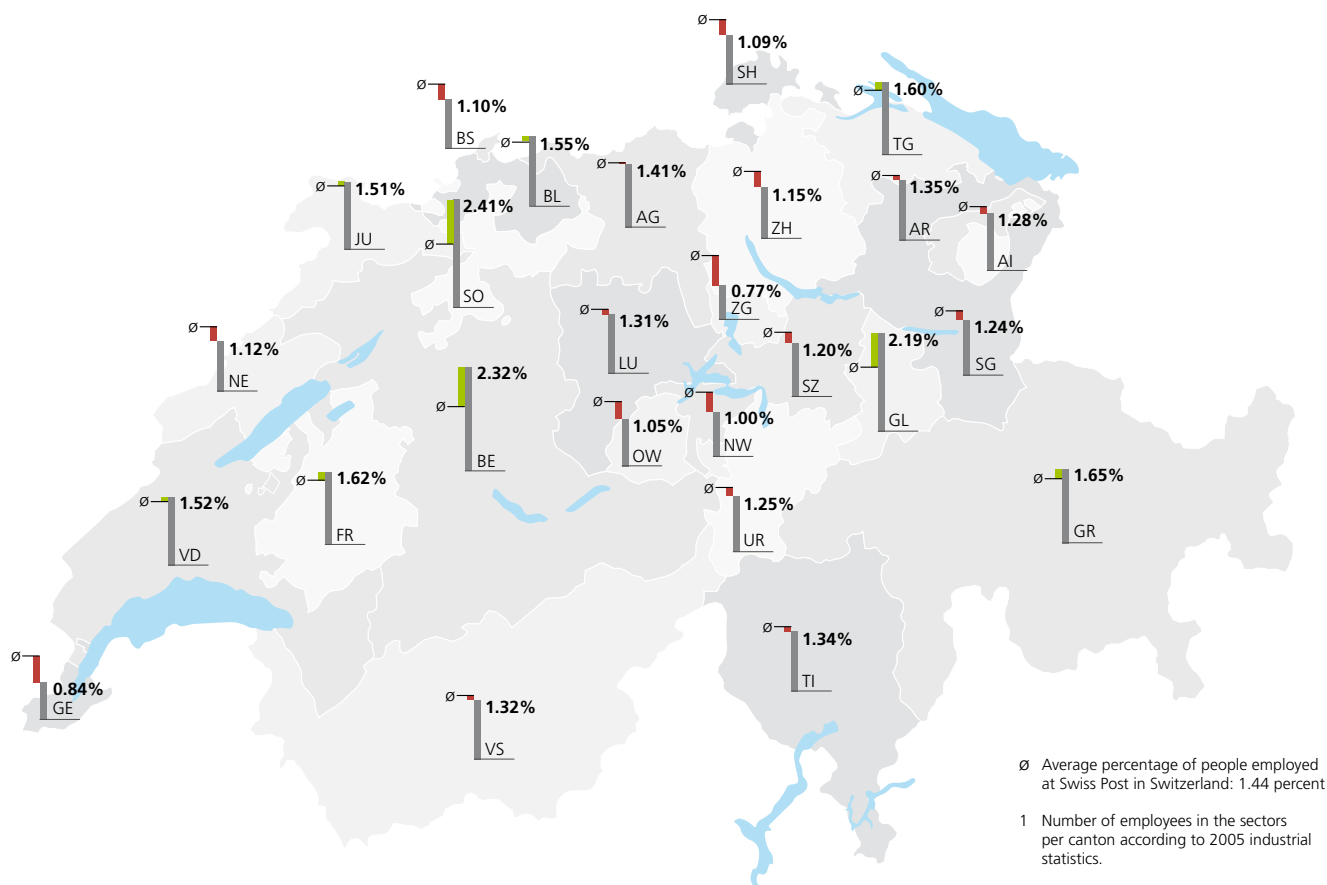 Ø
1.09%
SH
Ø
1.10%
BS
Ø
1.60%
TG
Ø
1.55%
BL
Ø
1.41%
AG
Ø
1.15%
ZH
Ø
1.35%
AR
Ø
1.28%
AI
Ø
1.51%
JU
2.41%
Ø
SO
Ø
0.77%
ZG
Ø
1.31%
LU
Ø
1.20%
SZ
2.19%
Ø
GL
Ø
1.24%
SG
Ø
1.12%
NE
2.32%
Ø
BE
Ø
1.05%
OW
Ø
1.00%
NW
1.62%
Ø
FR
1.52%
Ø
VD
Ø
1.25%
UR
1.65%
Ø
GR
Ø
0.84%
GE
Ø
1.32%
VS
Ø
1.34%
TI
Ø Average percentage of people employed
at Swiss Post in Switzerland: 1.44 percent
1 Number of employees in the sectors
per canton according to 2005 industrial
statistics.